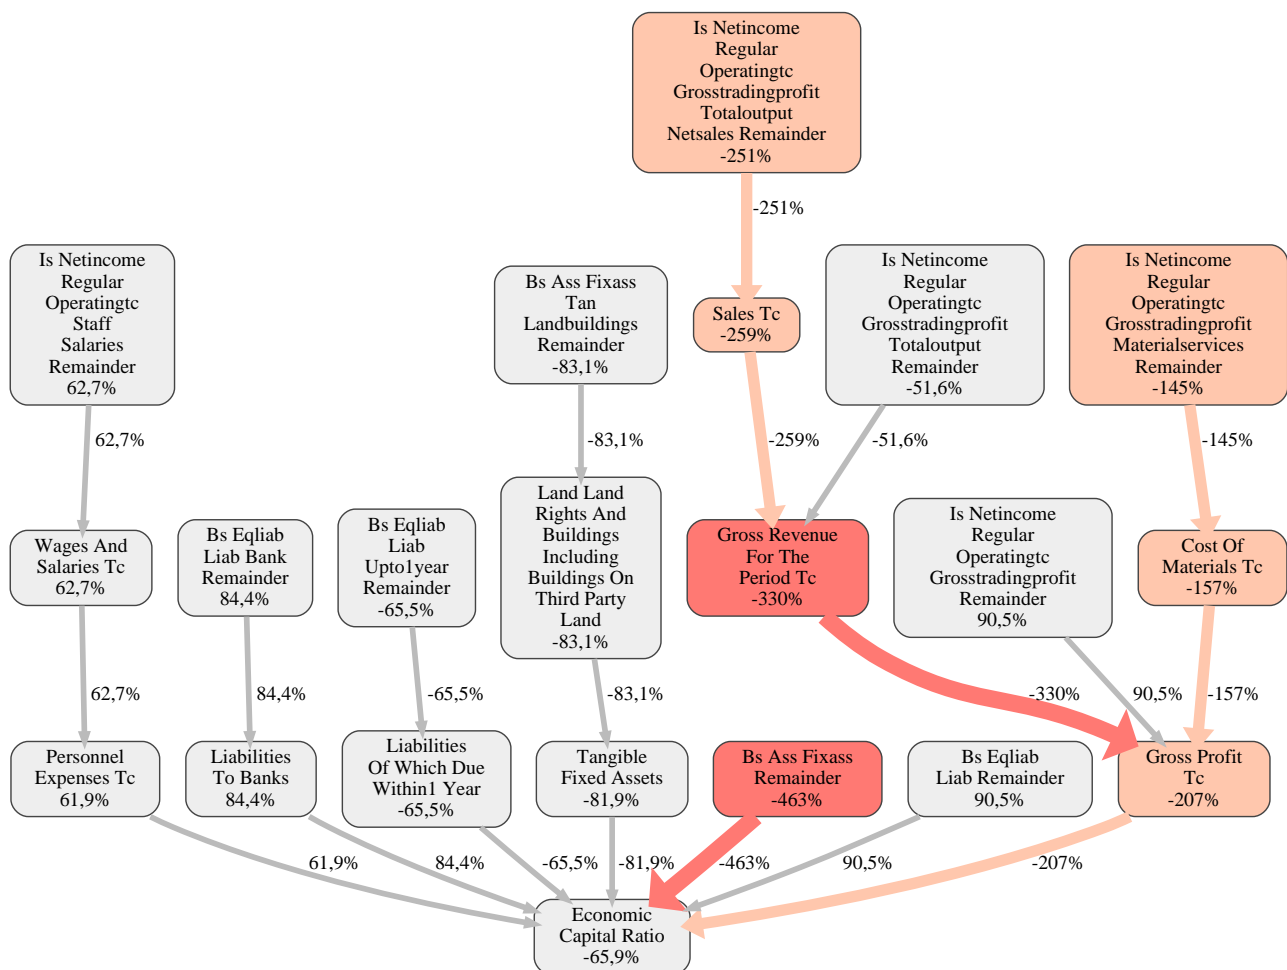 Is Netincome
Regular
Operatingtc
Grosstradingprofit
Totaloutput
Netsales Remainder
-251%
-251%
Is Netincome
Regular
Operatingtc
Staff
Salaries
Remainder
62,7%
Bs Ass Fixass
Tan
Landbuildings
Remainder
-83,1%
Sales Tc
-259%
Is Netincome
Regular
Operatingtc
Grosstradingprofit
Totaloutput
Remainder
-51,6%
Is Netincome
Regular
Operatingtc
Grosstradingprofit
Materialservices
Remainder
-145%
62,7%
-83,1%
-259%
-51,6%
-145%
Wages And
Salaries Tc
62,7%
Bs Eqliab
Liab Bank
Remainder
84,4%
Bs Eqliab
Liab
Upto1year
Remainder
-65,5%
Land Land
Rights And
Buildings
Including
Buildings On
Third Party
Land
-83,1%
Gross Revenue
For The
Period Tc
-330%
Is Netincome
Regular
Operatingtc
Grosstradingprofit
Remainder
90,5%
Cost Of
Materials Tc
-157%
62,7%
84,4%
-65,5%
-83,1%
-330%
90,5%
-157%
Personnel
Expenses Tc
61,9%
Liabilities
To Banks
84,4%
Liabilities
Of Which Due
Within1 Year
-65,5%
Tangible
Fixed Assets
-81,9%
Bs Ass Fixass
Remainder
-463%
Bs Eqliab
Liab Remainder
90,5%
Gross Profit
Tc
-207%
61,9%
84,4%
-65,5%
-81,9%
-463%
90,5%
-207%
Economic
Capital Ratio
-65,9%